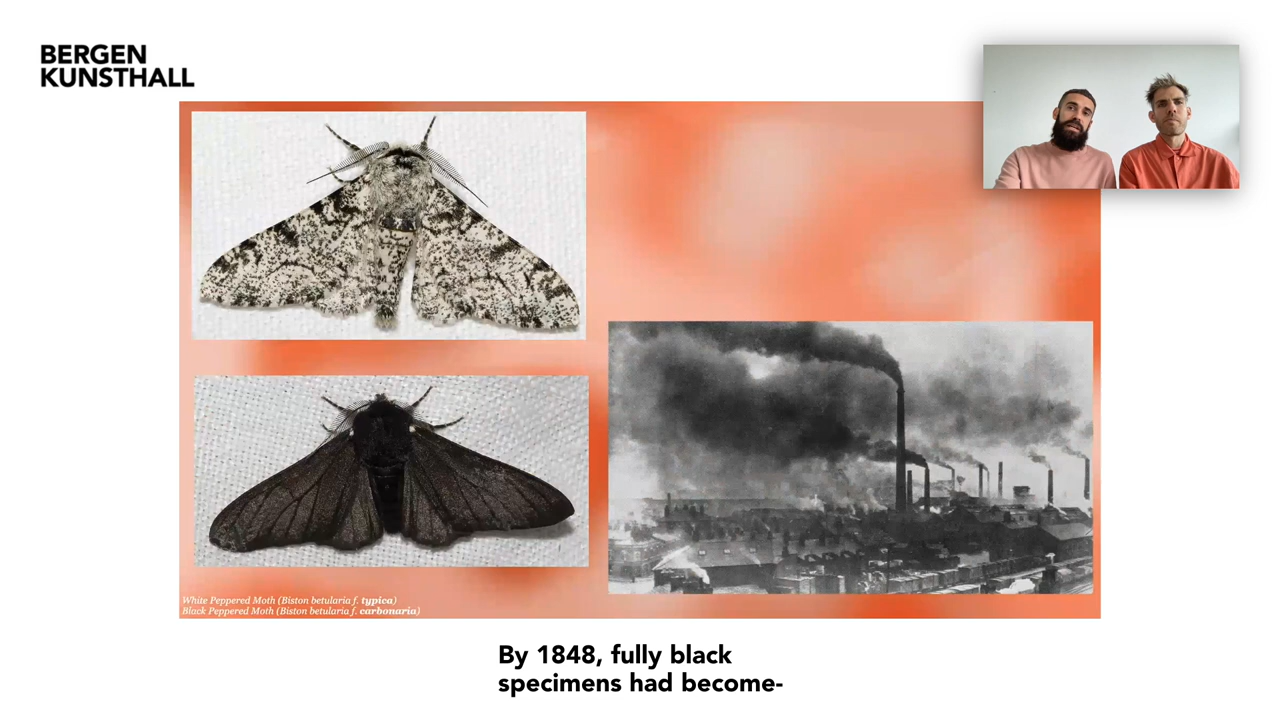 BERGEN
KUNSTHALL
White Peppered Moth (Biston betularia f. typica)
Black Peppered Moth (Biston betularia f. carbonaria)
By 1848, fully black
specimens had become-